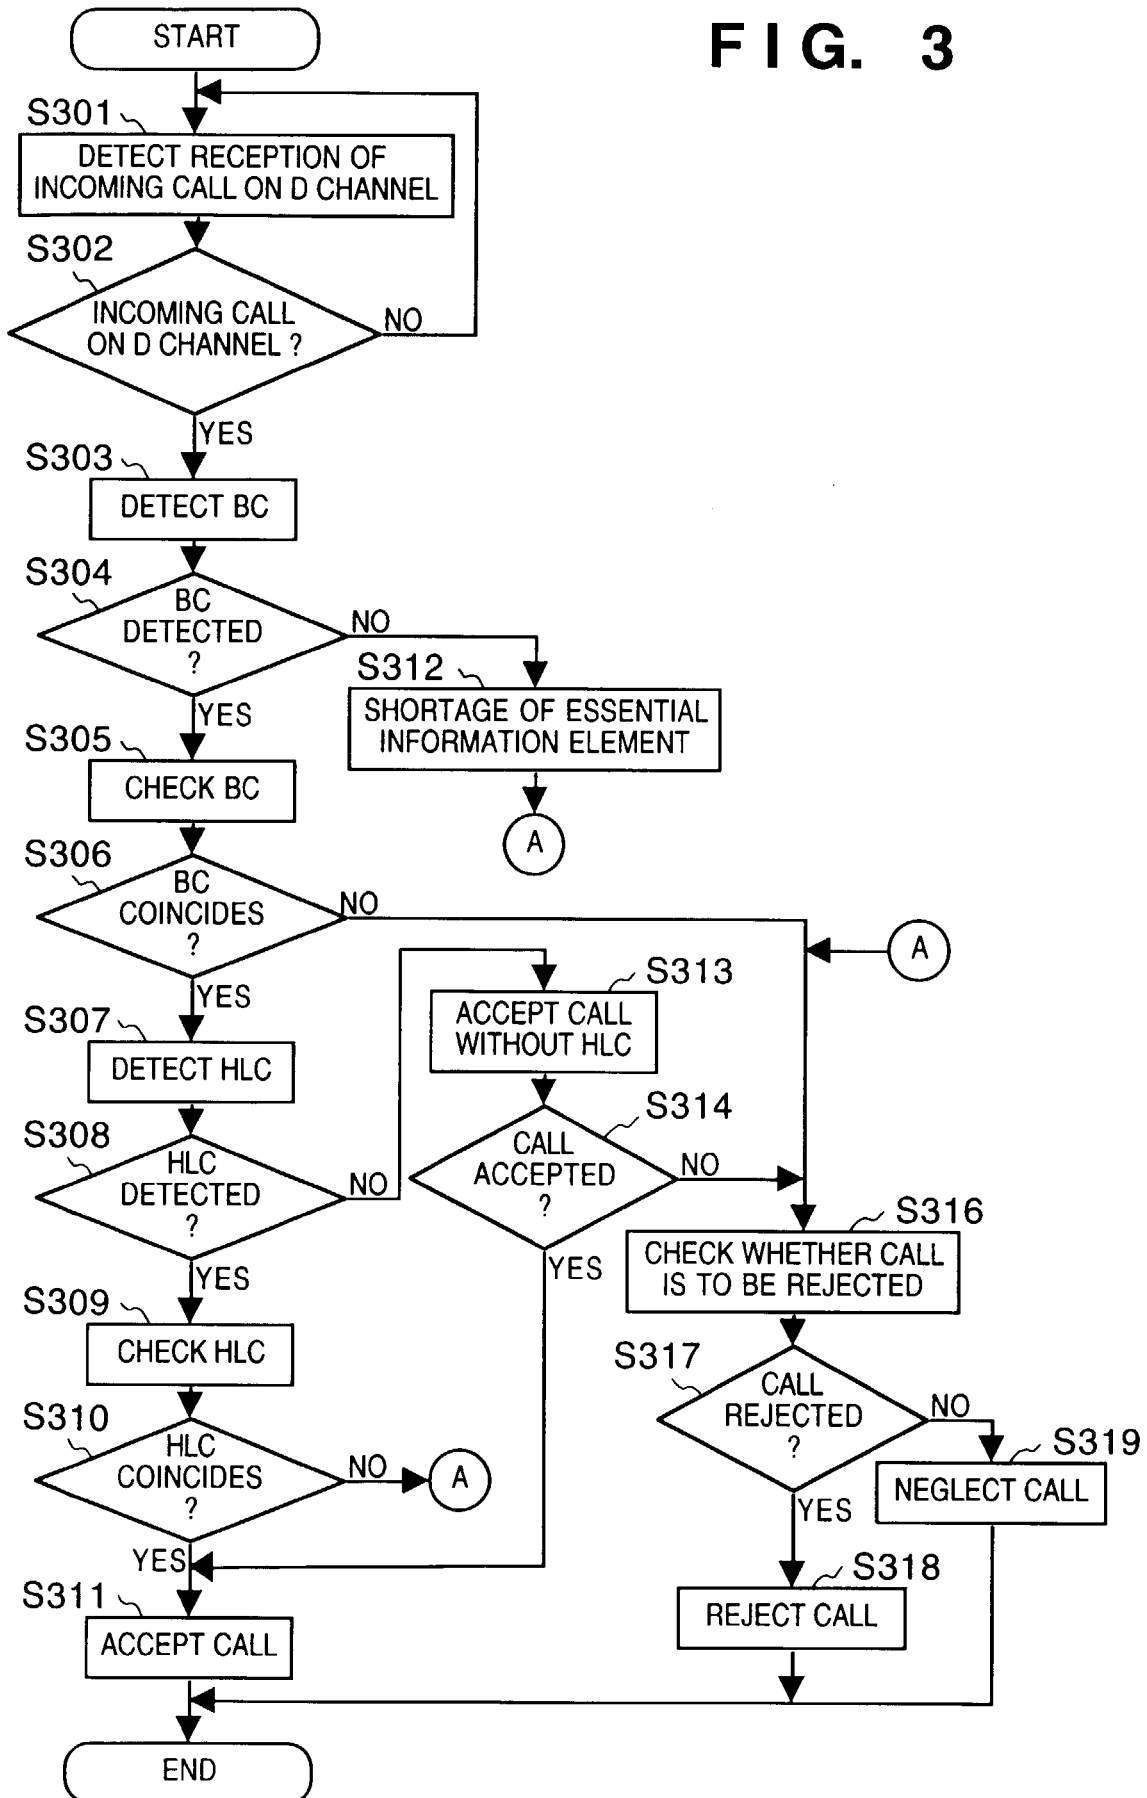 START
FIG. 3
S301
DETECT RECEPTION OF
INCOMING CALL ON D CHANNEL
S302
INCOMING CALL
ON D CHANNEL ?
NO
YES
S303
DETECT BC
S304
BC
DETECTED
?
NO
YES
S312
SHORTAGE OF ESSENTIAL
INFORMATION ELEMENT
A
S305
CHECK BC
S306
BC
COINCIDES
?
NO
YES
A
S313
ACCEPT CALL
WITHOUT HLC
S307
DETECT HLC
S314
CALL
ACCEPTED
?
NO
YES
S308
HLC
DETECTED
?
NO
YES
S316
CHECK WHETHER CALL
IS TO BE REJECTED
S309
CHECK HLC
S317
CALL
REJECTED
?
NO
YES
S310
HLC
COINCIDES
?
NO
A
YES
S319
NEGLECT CALL
S318
REJECT CALL
S311
ACCEPT CALL
END